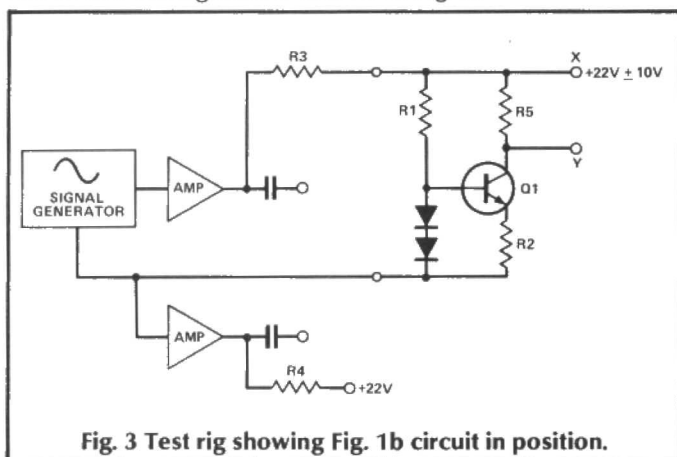 R3
X
+22V ± 10V
R1
R5
Y
AMP
SIGNAL
GENERATOR
Q1
R2
AMP
R4
+22V
Fig. 3 Test rig showing Fig. 1b circuit in position.